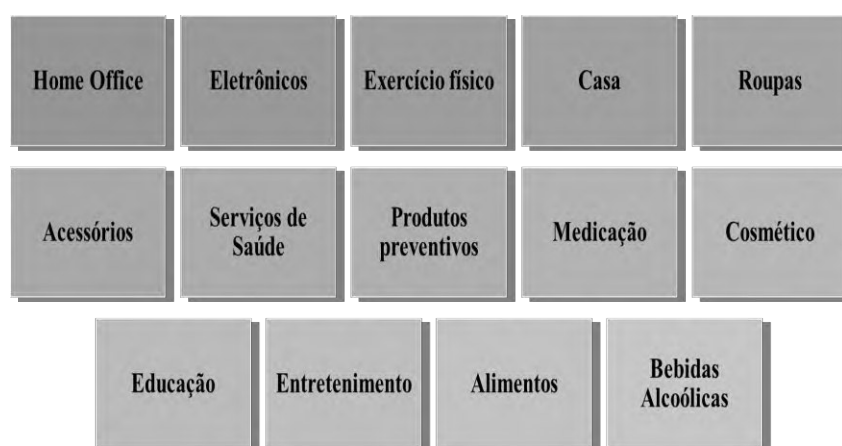 Home Office
Eletrônicos
Exercício físico
Casa
Roupas
Acessórios
Serviços de
Saúde
Produtos
preventivos
Medicação
Cosmético
Educação
Entretenimento
Alimentos
Bebidas
Alcoólicas